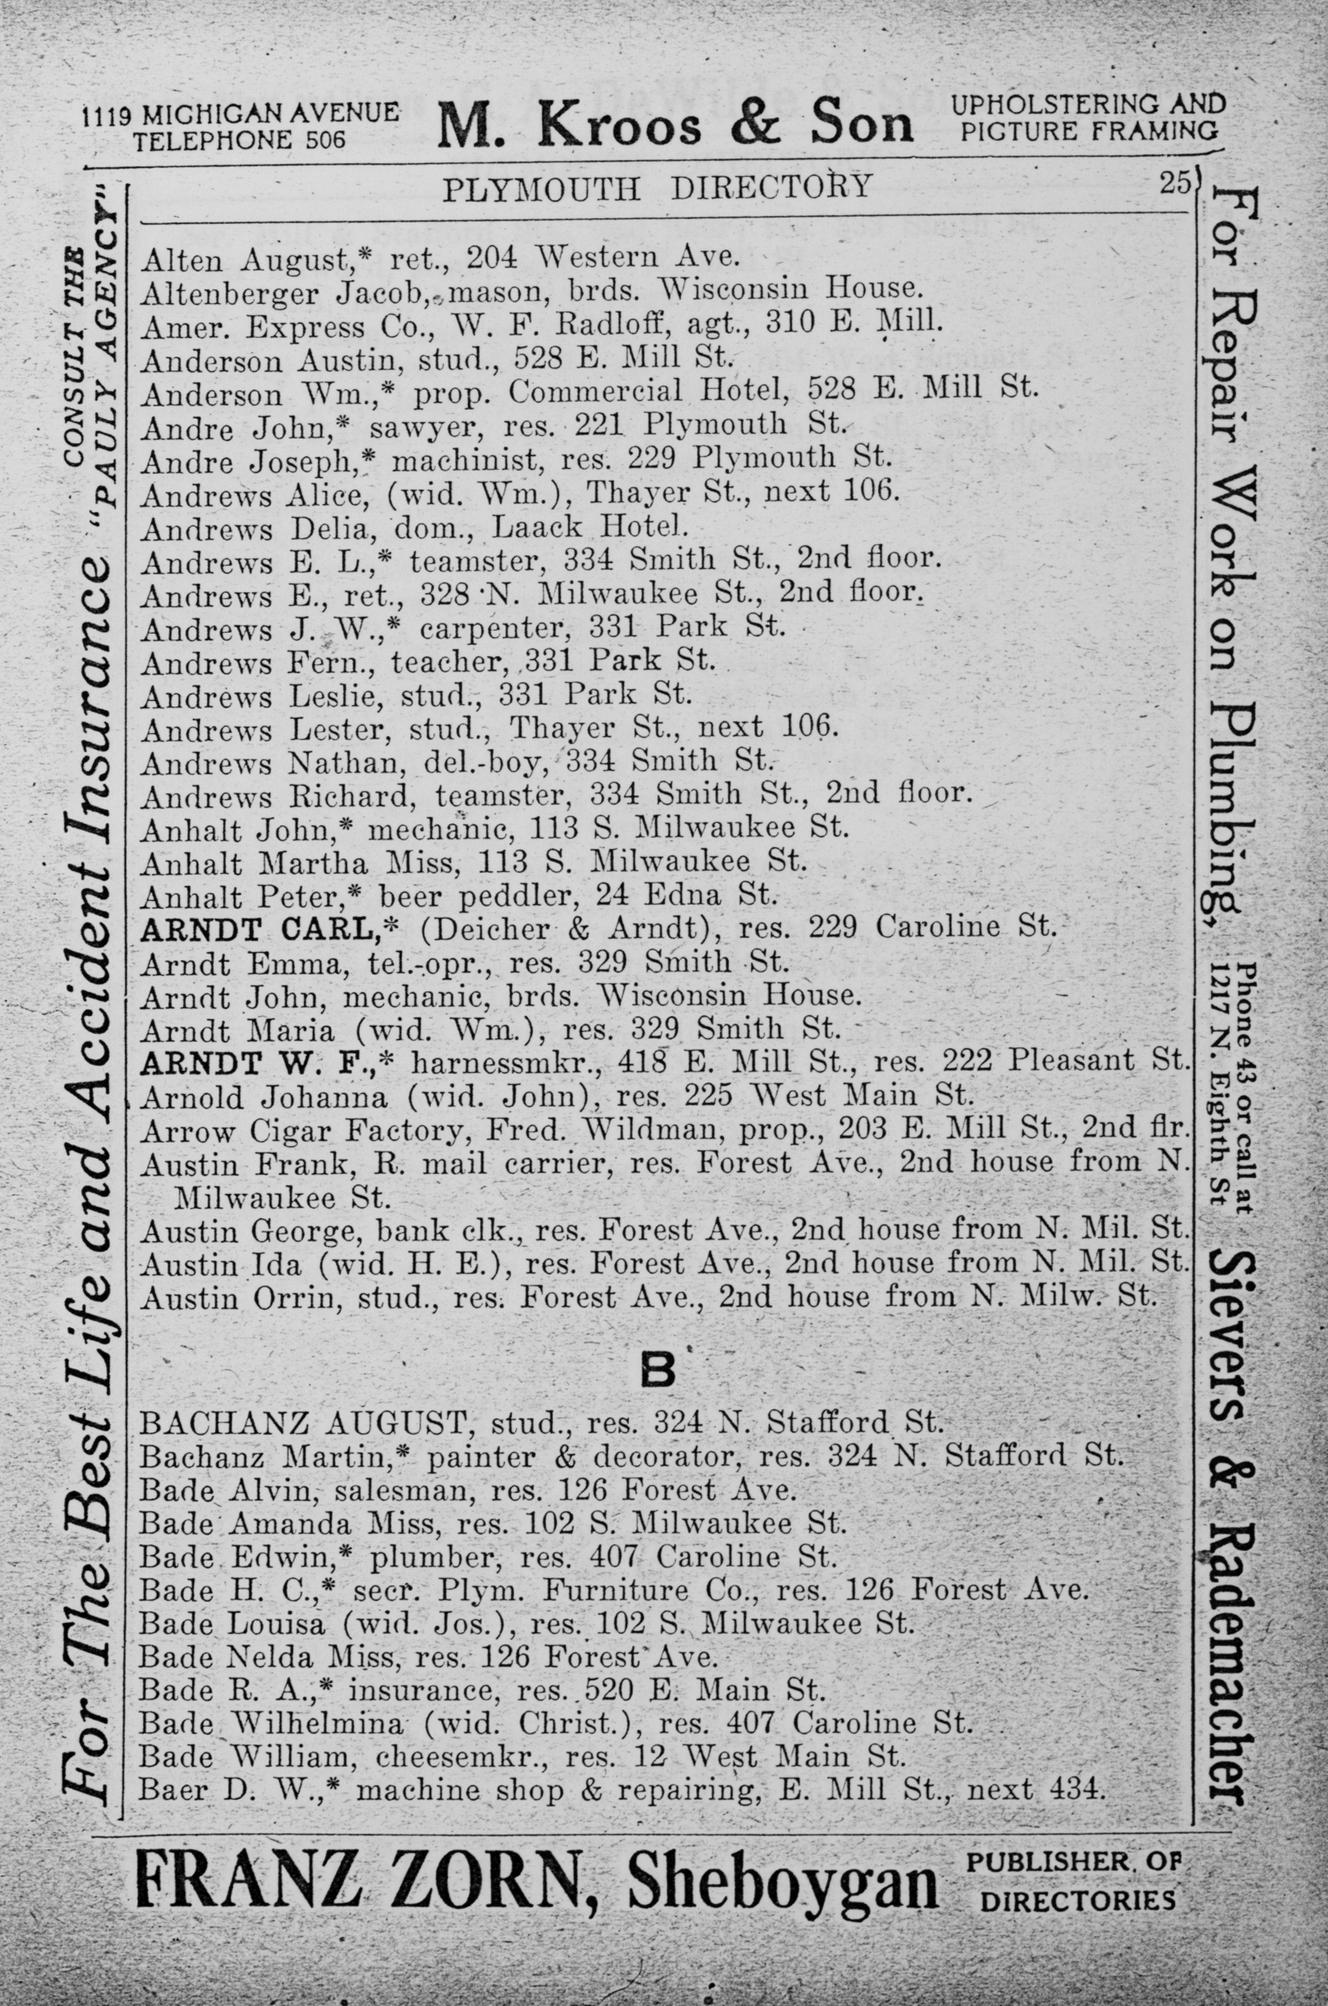 1119 MICHIGAN AVENUE
TELEPHONE 506
M. Kroos & Son
UPHOLSTERING AND
PICTURE FRAMING
PLYMOUTH DIRECTORY 25
Alten August,* ret., 204 Western Ave.
Altenberger Jacob, mason, brds. Wisconsin House.
Amer. Express Co., W. F. Radloff, agt., 310 E. Mill.
Anderson Austin, stud., 528 E. Mill St.
Anderson Wm.,* prop. Commercial Hotel, 528 E. Mill St.
Andre John,* sawyer, res. 221 Plymouth St.
Andre Joseph,* machinist, res. 229 Plymouth St.
Andrews Alice, (wid. Wm.), Thayer St., next 106.
Andrews Delia, dom., Laack Hotel.
Andrews E. L.,* teamster, 334 Smith St., 2nd floor.
Andrews E., ret., 328 N. Milwaukee St., 2nd floor.
Andrews J. W.,* carpenter, 331 Park St.
Andrews Fern., teacher, 331 Park St.
Andrews Leslie, stud., 331 Park St.
Andrews Lester, stud., Thayer St., next 106.
Andrews Nathan, del.-boy, 334 Smith St.
Andrews Richard, teamster, 334 Smith St., 2nd floor.
Anhalt John,* mechanic, 113 S. Milwaukee St.
Anhalt Martha Miss, 113 S. Milwaukee St.
Anhalt Peter,* beer peddler, 24 Edna St.
ARNDT CARL,* (Deicher & Arndt), res. 229 Caroline St.
Arndt Emma, tel.-opr., res. 329 Smith St.
Arndt John, mechanic, brds. Wisconsin House.
Arndt Maria (wid. Wm.), res. 329 Smith St.
ARNDT W. F.,* harnessmkr., 418 E. Mill St., res. 222 Pleasant St.
Arnold Johanna (wid. John), res. 225 West Main St.
Arrow Cigar Factory, Fred. Wildman, prop., 203 E. Mill St., 2nd flr.
Austin Frank, R. mail carrier, res. Forest Ave., 2nd house from N.
Milwaukee St.
Austin George, bank clk., res. Forest Ave., 2nd house from N. Mil. St.
Austin Ida (wid. H. E.), res. Forest Ave., 2nd house from N. Mil. St.
Austin Orrin, stud., res. Forest Ave., 2nd house from N. Milw. St.
B
BACHANZ AUGUST, stud., res. 324 N. Stafford St.
Bachanz Martin,* painter & decorator, res. 324 N. Stafford St.
Bade Alvin, salesman, res. 126 Forest Ave.
Bade Amanda Miss, res. 102 S. Milwaukee St.
Bade Edwin,* plumber, res. 407 Caroline St.
Bade H. C.,* secr. Plym. Furniture Co., res. 126 Forest Ave.
Bade Louisa (wid. Jos.), res. 102 S. Milwaukee St.
Bade Nelda Miss, res. 126 Forest Ave.
Bade R. A.,* insurance, res. 520 E. Main St.
Bade Wilhelmina (wid. Christ.), res. 407 Caroline St.
Bade William, cheesemkr., res. 12 West Main St.
Baer D. W.,* machine shop & repairing, E. Mill St., next 434.
For The Best Life and Accident Insurance
CONSULT THE
"PAULY AGENCY"
For Repair Work on Plumbing,
Phone 43 or call at
1217 N. Eighth St
Sievers & Rademacher
FRANZ ZORN, Sheboygan
PUBLISHER OF
DIRECTORIES